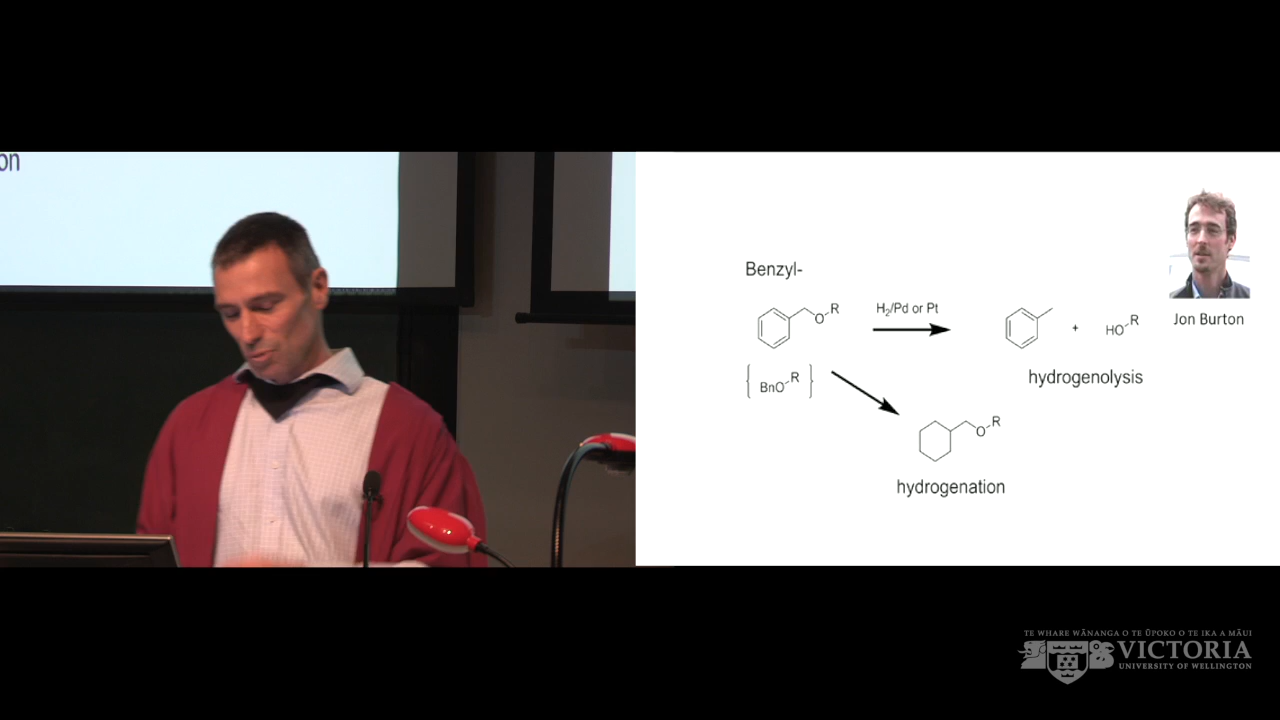 on
Benzyl-
O R
H₂/Pd or Pt
+
HO R
Jon Burton
{ BnO R }
hydrogenolysis
O R
hydrogenation
TE WHARE WĀNANGA O TE ŪPOKO O TE IKA A MĀUI
VICTORIA
UNIVERSITY OF WELLINGTON